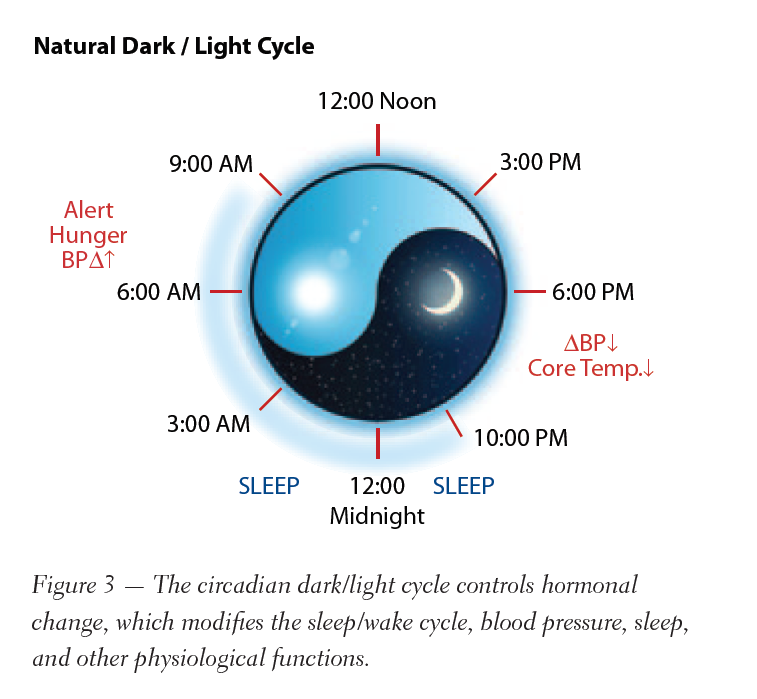 Natural Dark / Light Cycle
12:00 Noon
9:00 AM
3:00 PM
Alert
Hunger
BPΔ↑
6:00 AM
6:00 PM
ΔBP↓
Core Temp.↓
3:00 AM
10:00 PM
SLEEP
12:00
Midnight
SLEEP
Figure 3 — The circadian dark/light cycle controls hormonal
change, which modifies the sleep/wake cycle, blood pressure, sleep,
and other physiological functions.